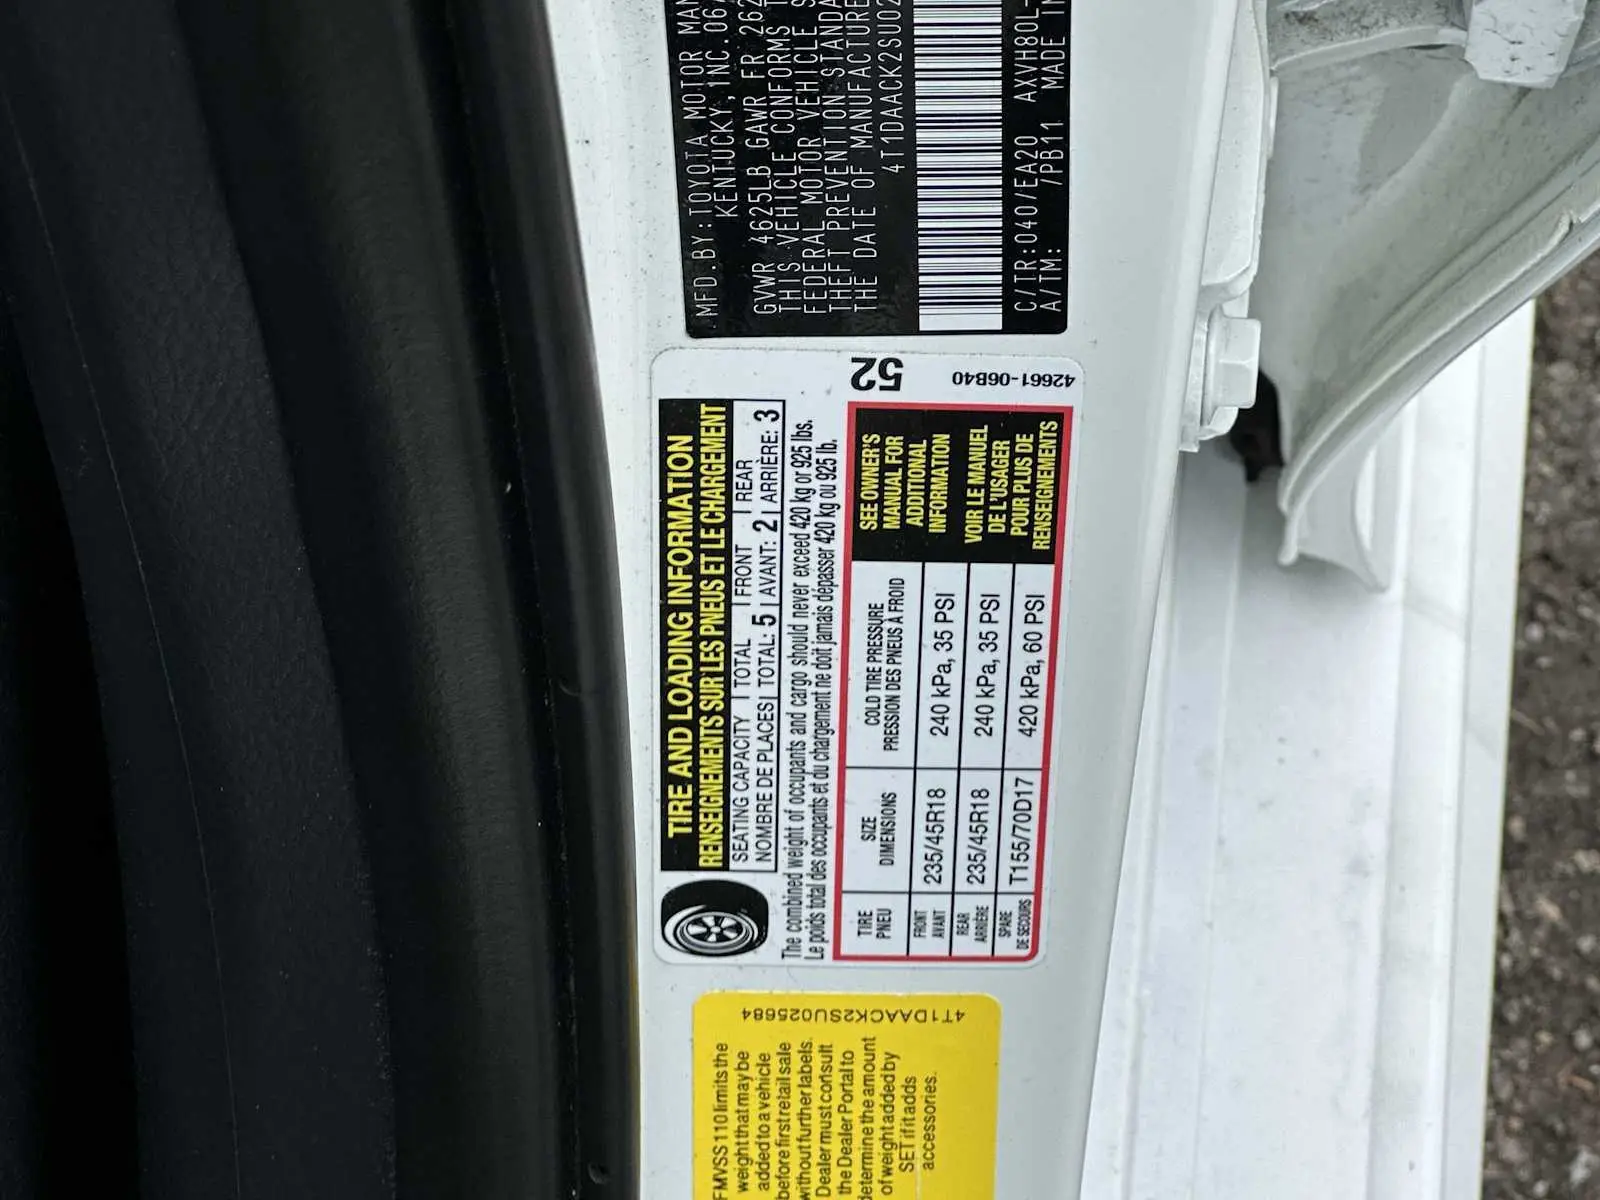 MFD.BY:TOYOTA MOTOR MAN
KENTUCKY,INC.
GVWR 4625LB GAWR FR 262
THIS VEHICLE CONFORMS T
FEDERAL MOTOR VEHICLE S
THEFT PREVENTION STANDA
THE DATE OF MANUFACTURE
4T1DAACK2SU02
C/TR:040/EA20 AXVH80L-
A/TM: /PB11 MADE IN
52
42661-06B40
TIRE AND LOADING INFORMATION
RENSEIGNEMENTS SUR LES PNEUS ET LE CHARGEMENT
SEATING CAPACITY | TOTAL | FRONT | REAR
NOMBRE DE PLACES | TOTAL: 5 | AVANT: 2 | ARRIÈRE: 3
The combined weight of occupants and cargo should never exceed 420 kg or 925 lbs.
Le poids total des occupants et du chargement ne doit jamais dépasser 420 kg ou 925 lb.
TIRE SIZE COLD TIRE PRESSURE
PNEU DIMENSIONS PRESSION DES PNEUS À FROID
FRONT
AVANT 235/45R18 240 kPa, 35 PSI
REAR
ARRIÈRE 235/45R18 240 kPa, 35 PSI
SPARE
DE SECOURS T155/70D17 420 kPa, 60 PSI
SEE OWNER'S
MANUAL FOR
ADDITIONAL
INFORMATION
VOIR LE MANUEL
DE L'USAGER
POUR PLUS DE
RENSEIGNEMENTS
4T1DAACK2SU025684
FMVSS 110 limits the
weight that may be
added to a vehicle
before first retail sale
without further labels.
Dealer must consult
the Dealer Portal to
determine the amount
of weight added by
SET if it adds
accessories.